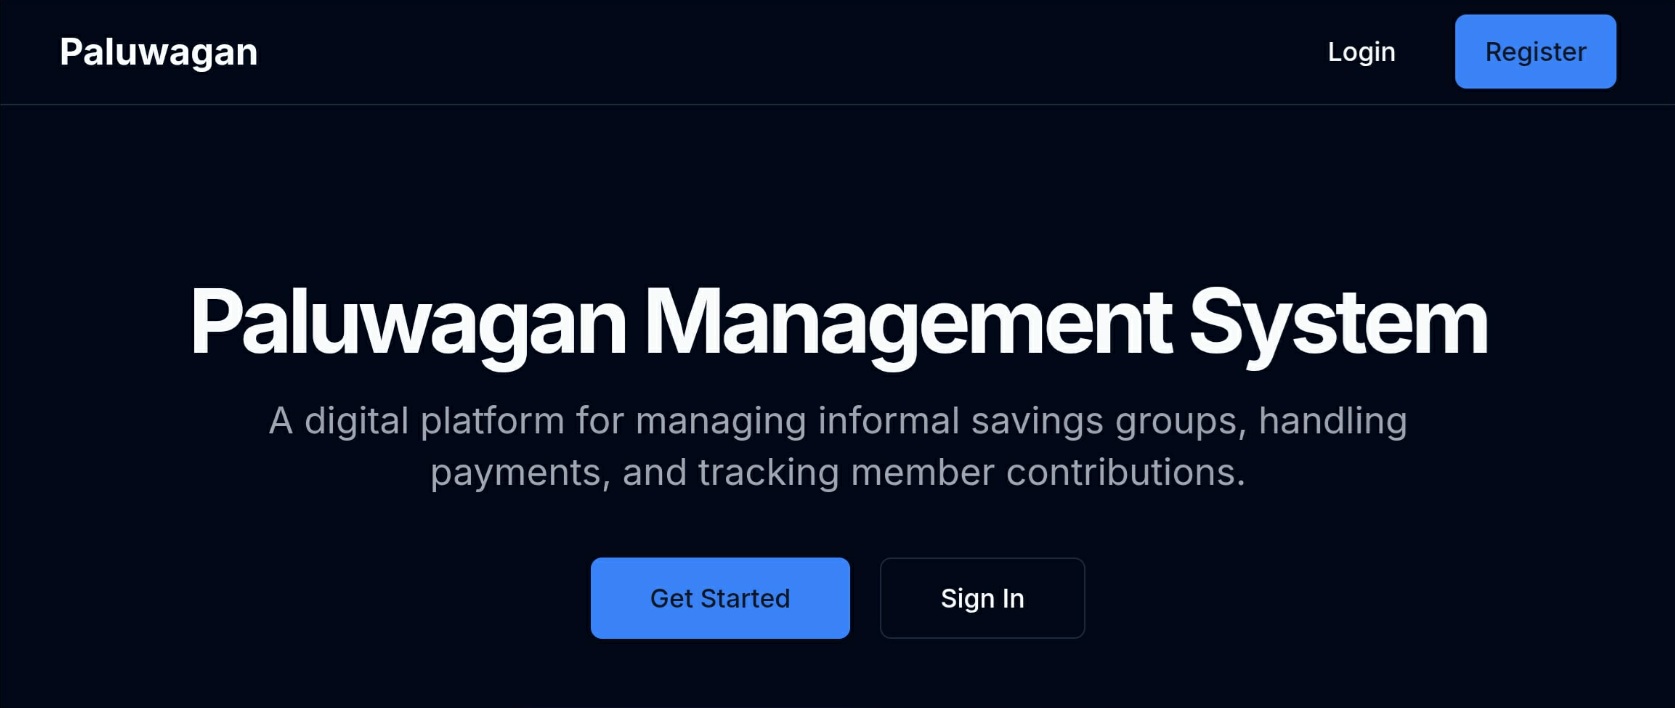 Paluwagan
Login
Register
Paluwagan Management System
A digital platform for managing informal savings groups, handling
payments, and tracking member contributions.
Get Started
Sign In